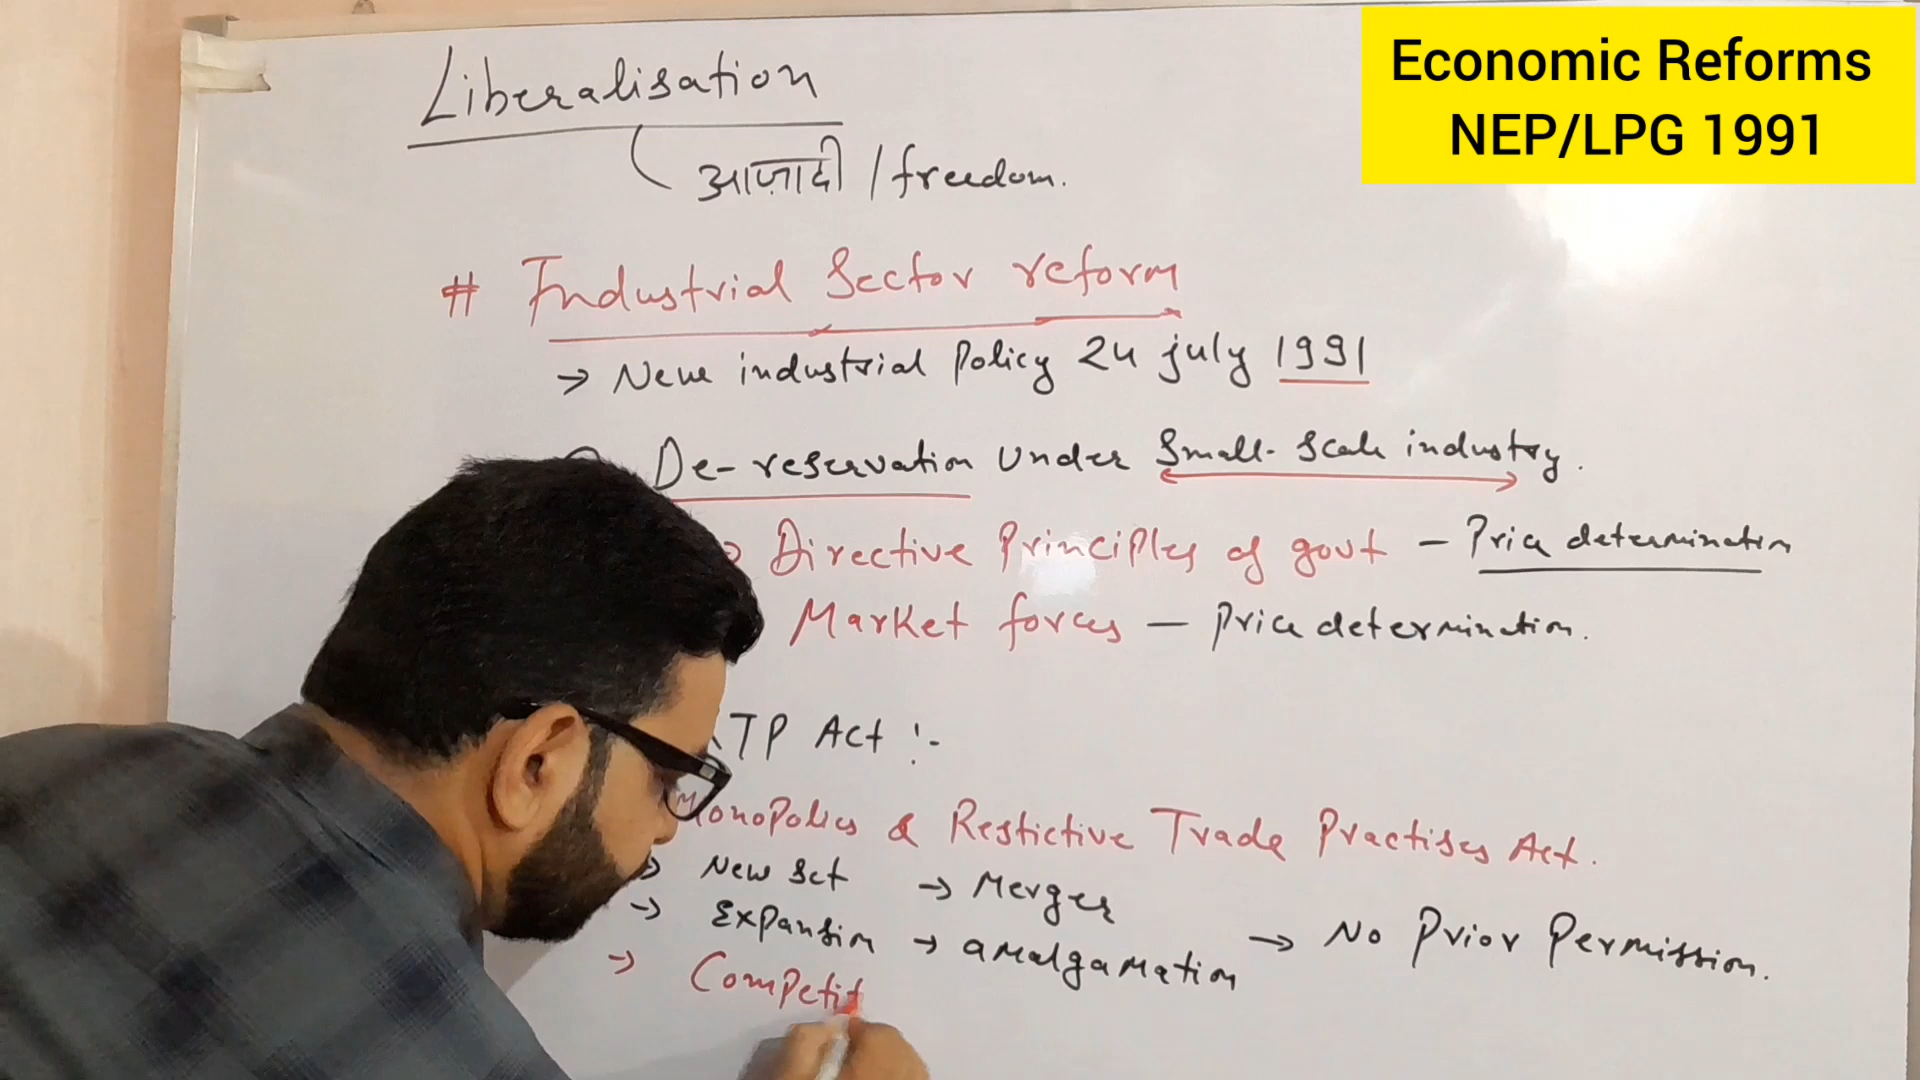 Economic Reforms
NEP/LPG 1991
Liberalisation
आज़ादी / freedom.
# Industrial Sector reform
→ New industrial Policy 24 july 1991
De-reservation Under Small-Scale industry.
→ Directive Principles of govt – Price determination
Market forces – Price determination.
TP Act :-
Monopolies & Restictive Trade Practises Act.
→ New Set → Merger
→ Expansion → amalgamation → No Prior Permission.
→ Competit